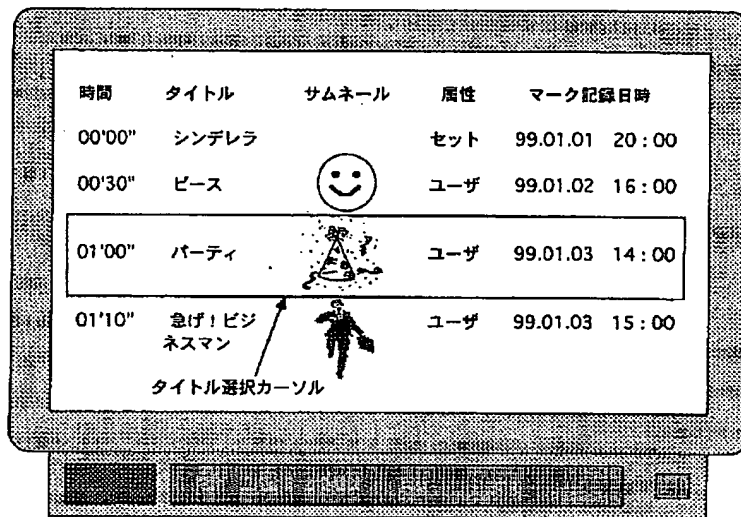 時間 タイトル サムネール 属性 マーク記録日時
00'00" シンデレラ セット 99.01.01 20:00
00'30" ピース ユーザ 99.01.02 16:00
01'00" パーティ ユーザ 99.01.03 14:00
01'10" 急げ!ビジ ユーザ 99.01.03 15:00
ネスマン
タイトル選択カーソル